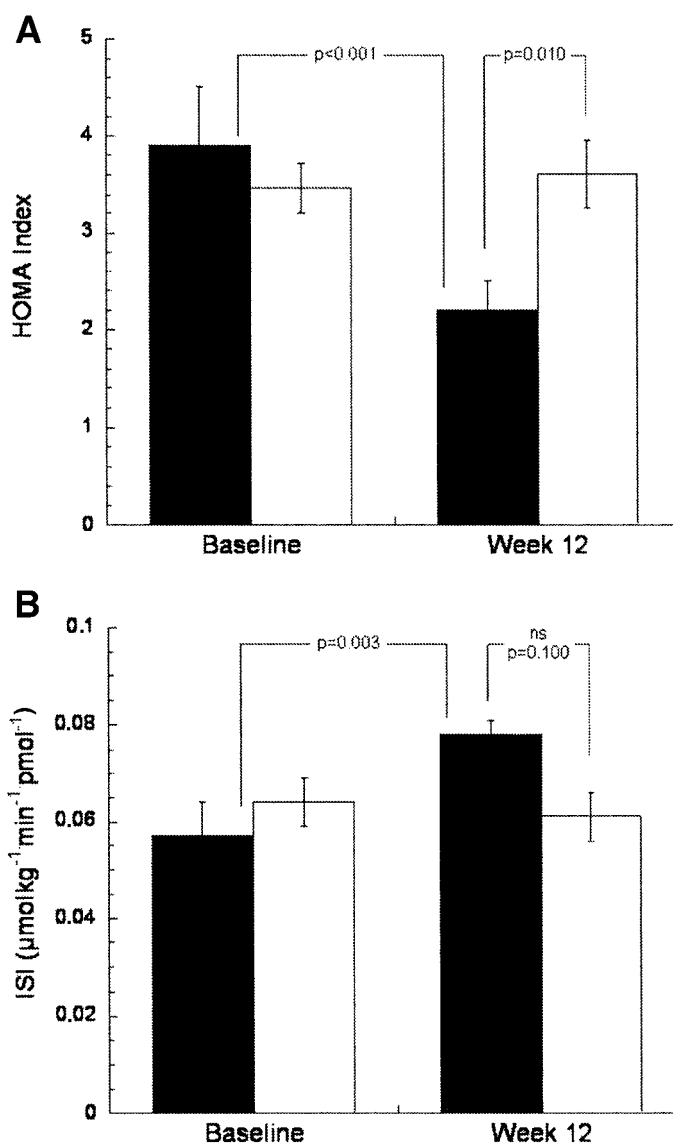 A
5
4
3
2
1
0
HOMA Index
p<0.001
p=0.010
Baseline
Week 12
B
0.1
0.08
0.06
0.04
0.02
0
ISI (µmolkg⁻¹min⁻¹pmol⁻¹)
p=0.003
ns
p=0.100
Baseline
Week 12